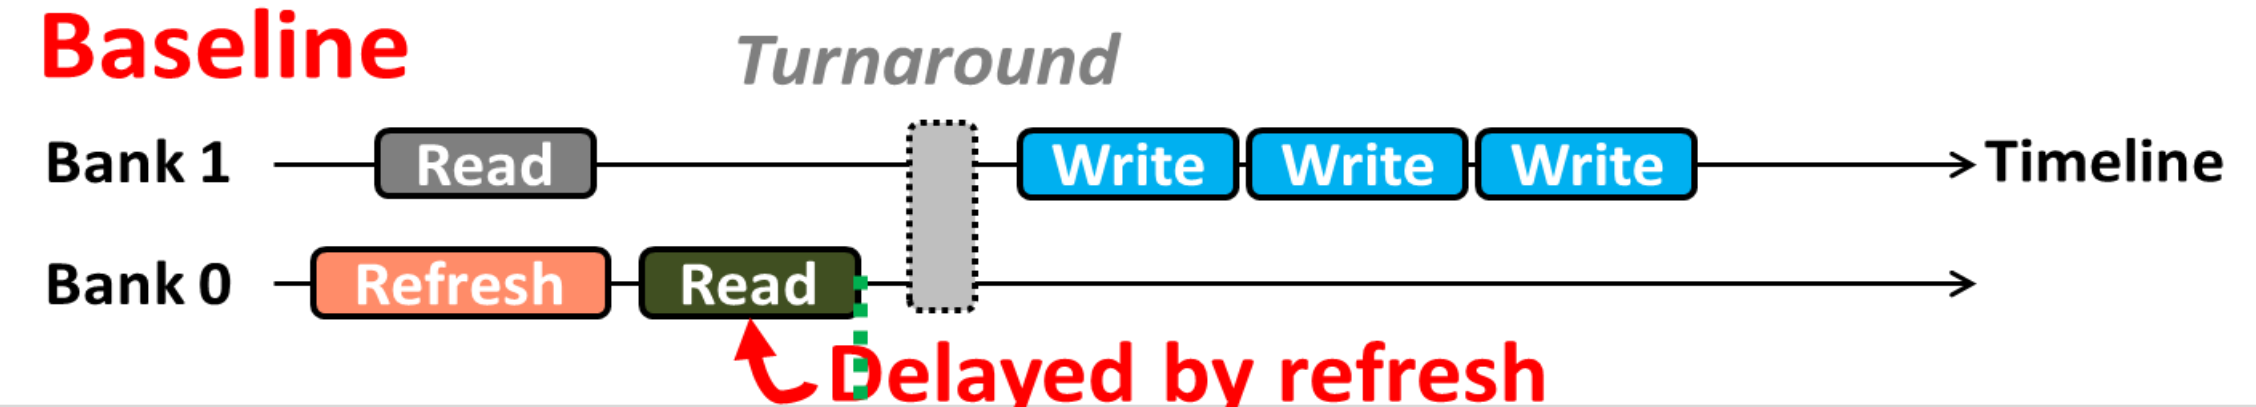 Baseline
Turnaround
Bank 1 Read Write Write Write Timeline
Bank 0 Refresh Read
Delayed by refresh